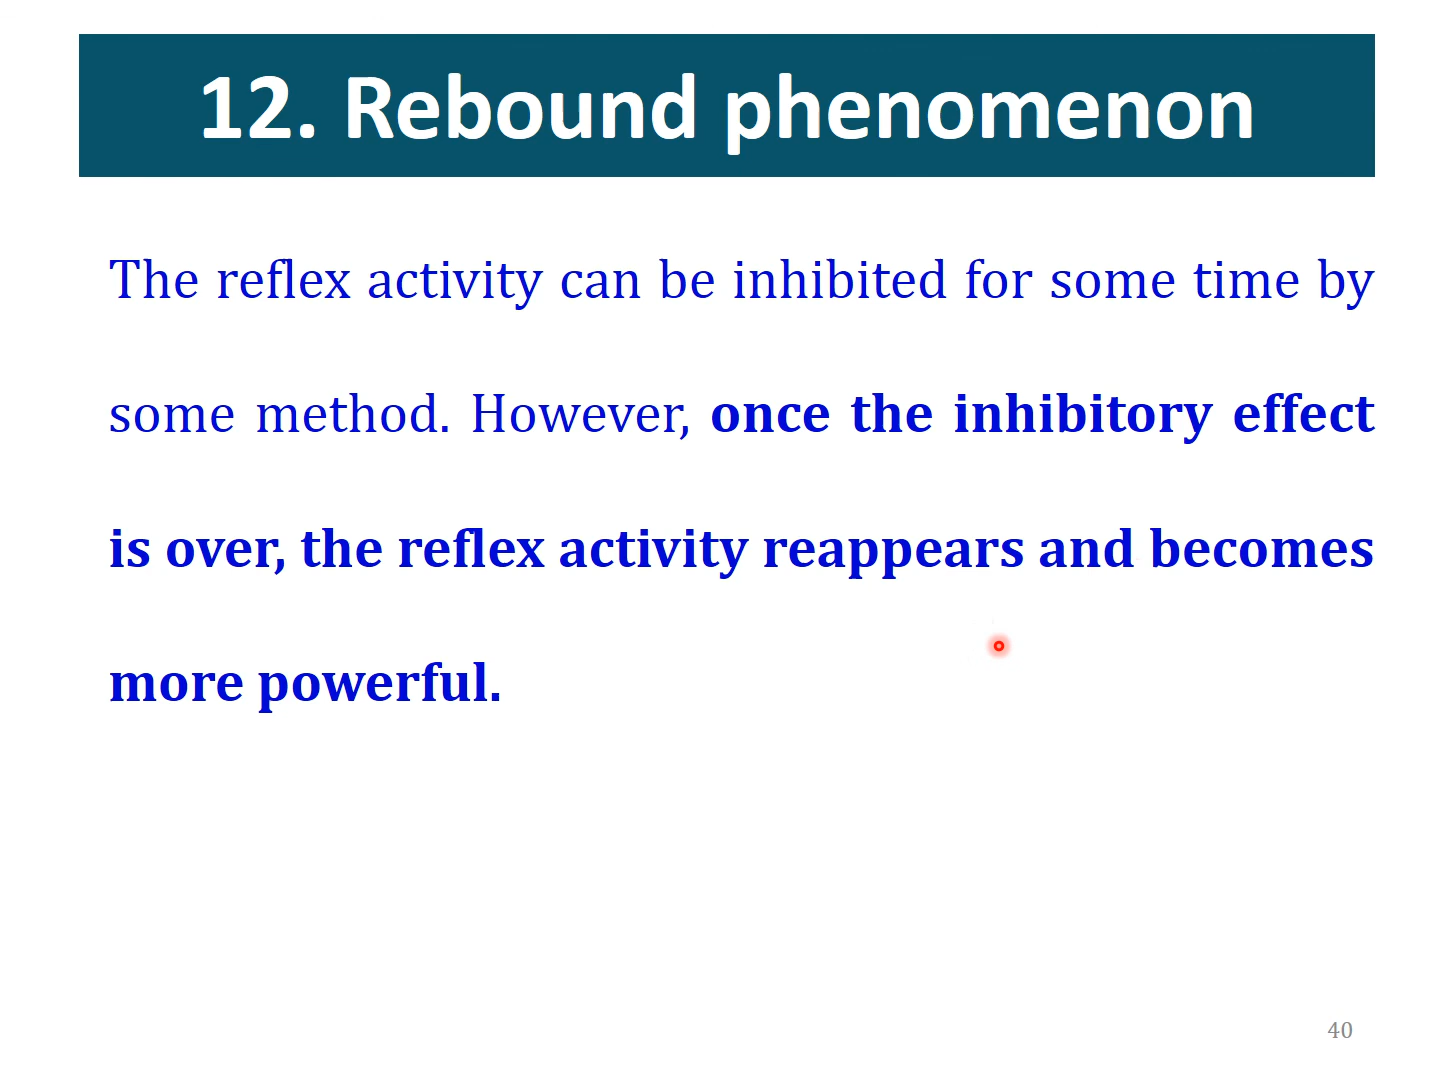 12. Rebound phenomenon
The reflex activity can be inhibited for some time by
some method. However, once the inhibitory effect
is over, the reflex activity reappears and becomes
more powerful.
40